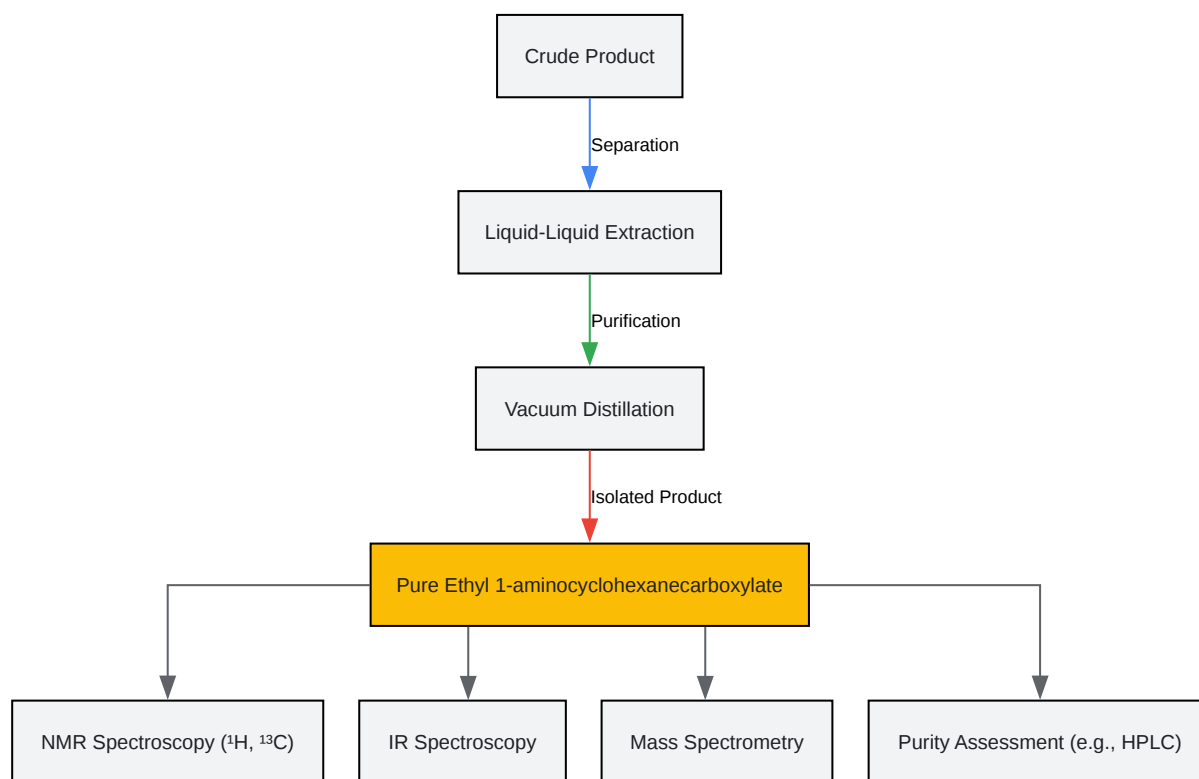 Crude Product
Separation
Liquid-Liquid Extraction
Purification
Vacuum Distillation
Isolated Product
Pure Ethyl 1-aminocyclohexanecarboxylate
NMR Spectroscopy (¹H, ¹³C)
IR Spectroscopy
Mass Spectrometry
Purity Assessment (e.g., HPLC)